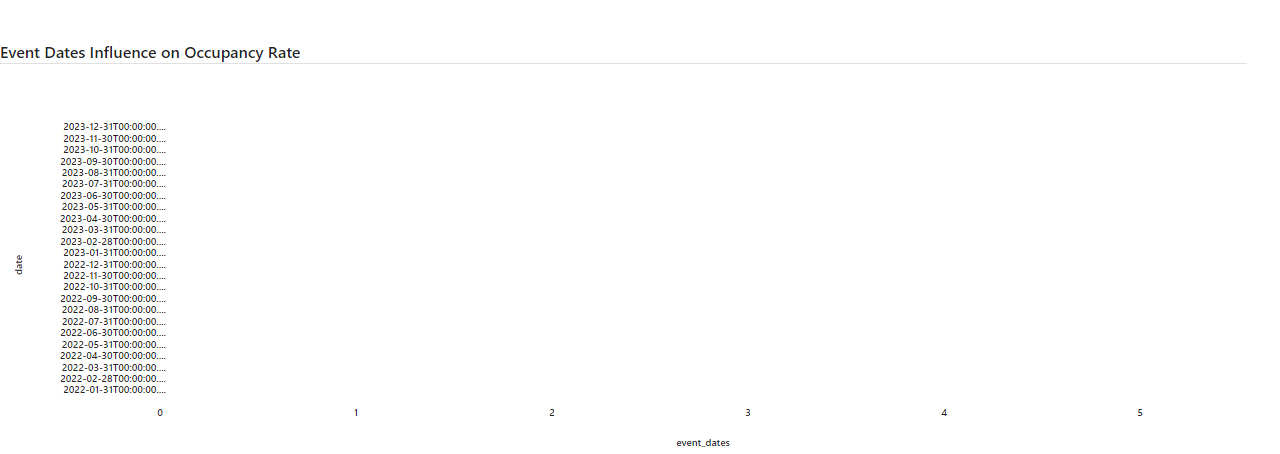 Event Dates Influence on Occupancy Rate
2023-12-31T00:00:00....
2023-11-30T00:00:00....
2023-10-31T00:00:00....
2023-09-30T00:00:00....
2023-08-31T00:00:00....
2023-07-31T00:00:00....
2023-06-30T00:00:00....
2023-05-31T00:00:00....
2023-04-30T00:00:00....
2023-03-31T00:00:00....
2023-02-28T00:00:00....
2023-01-31T00:00:00....
2022-12-31T00:00:00....
2022-11-30T00:00:00....
2022-10-31T00:00:00....
2022-09-30T00:00:00....
2022-08-31T00:00:00....
2022-07-31T00:00:00....
2022-06-30T00:00:00....
2022-05-31T00:00:00....
2022-04-30T00:00:00....
2022-03-31T00:00:00....
2022-02-28T00:00:00....
2022-01-31T00:00:00....
date
0 1 2 3 4 5
event_dates